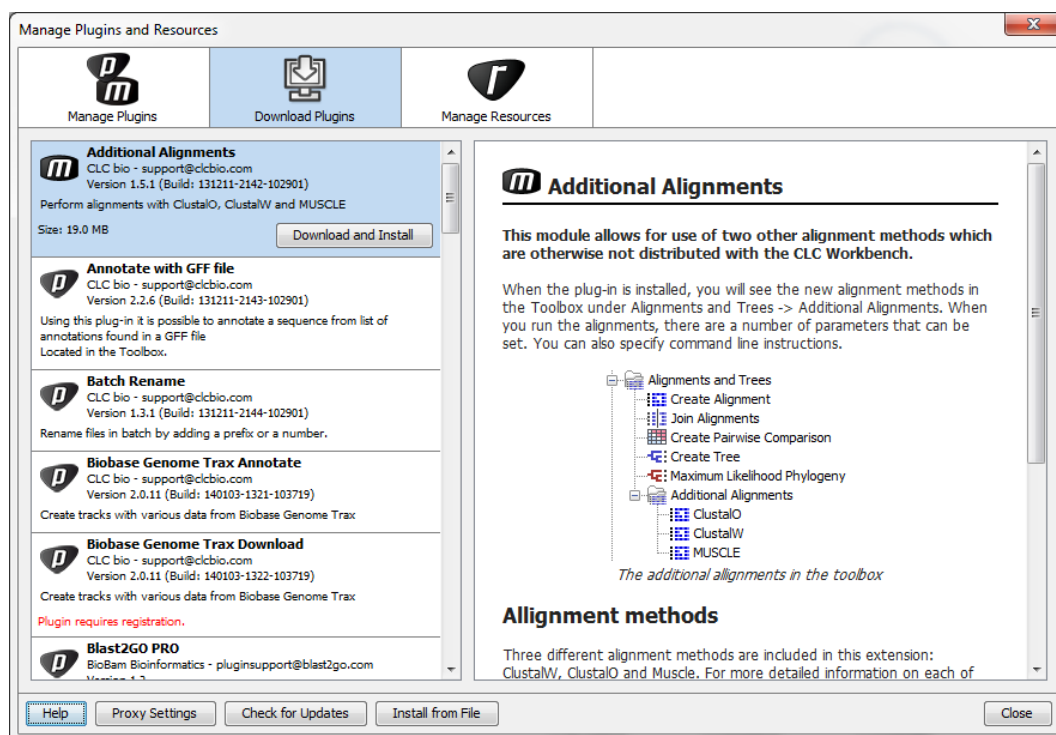 Manage Plugins and Resources
Manage Plugins
Download Plugins
Manage Resources
Additional Alignments
CLC bio - support@clcbio.com
Version 1.5.1 (Build: 131211-2142-102901)
Perform alignments with ClustalO, ClustalW and MUSCLE
Size: 19.0 MB
Download and Install
Annotate with GFF file
CLC bio - support@clcbio.com
Version 2.2.6 (Build: 131211-2143-102901)
Using this plug-in it is possible to annotate a sequence from list of
annotations found in a GFF file
Located in the Toolbox.
Batch Rename
CLC bio - support@clcbio.com
Version 1.3.1 (Build: 131211-2144-102901)
Rename files in batch by adding a prefix or a number.
Biobase Genome Trax Annotate
CLC bio - support@clcbio.com
Version 2.0.11 (Build: 140103-1321-103719)
Create tracks with various data from Biobase Genome Trax
Biobase Genome Trax Download
CLC bio - support@clcbio.com
Version 2.0.11 (Build: 140103-1322-103719)
Create tracks with various data from Biobase Genome Trax
Plugin requires registration.
Blast2GO PRO
BioBam Bioinformatics - pluginsupport@blast2go.com
Additional Alignments
This module allows for use of two other alignment methods which
are otherwise not distributed with the CLC Workbench.
When the plug-in is installed, you will see the new alignment methods in
the Toolbox under Alignments and Trees -> Additional Alignments. When
you run the alignments, there are a number of parameters that can be
set. You can also specify command line instructions.
Alignments and Trees
Create Alignment
Join Alignments
Create Pairwise Comparison
Create Tree
Maximum Likelihood Phylogeny
Additional Alignments
ClustalO
ClustalW
MUSCLE
The additional allignments in the toolbox
Allignment methods
Three different alignment methods are included in this extension:
ClustalW, ClustalO and Muscle. For more detailed information on each of
Help
Proxy Settings
Check for Updates
Install from File
Close